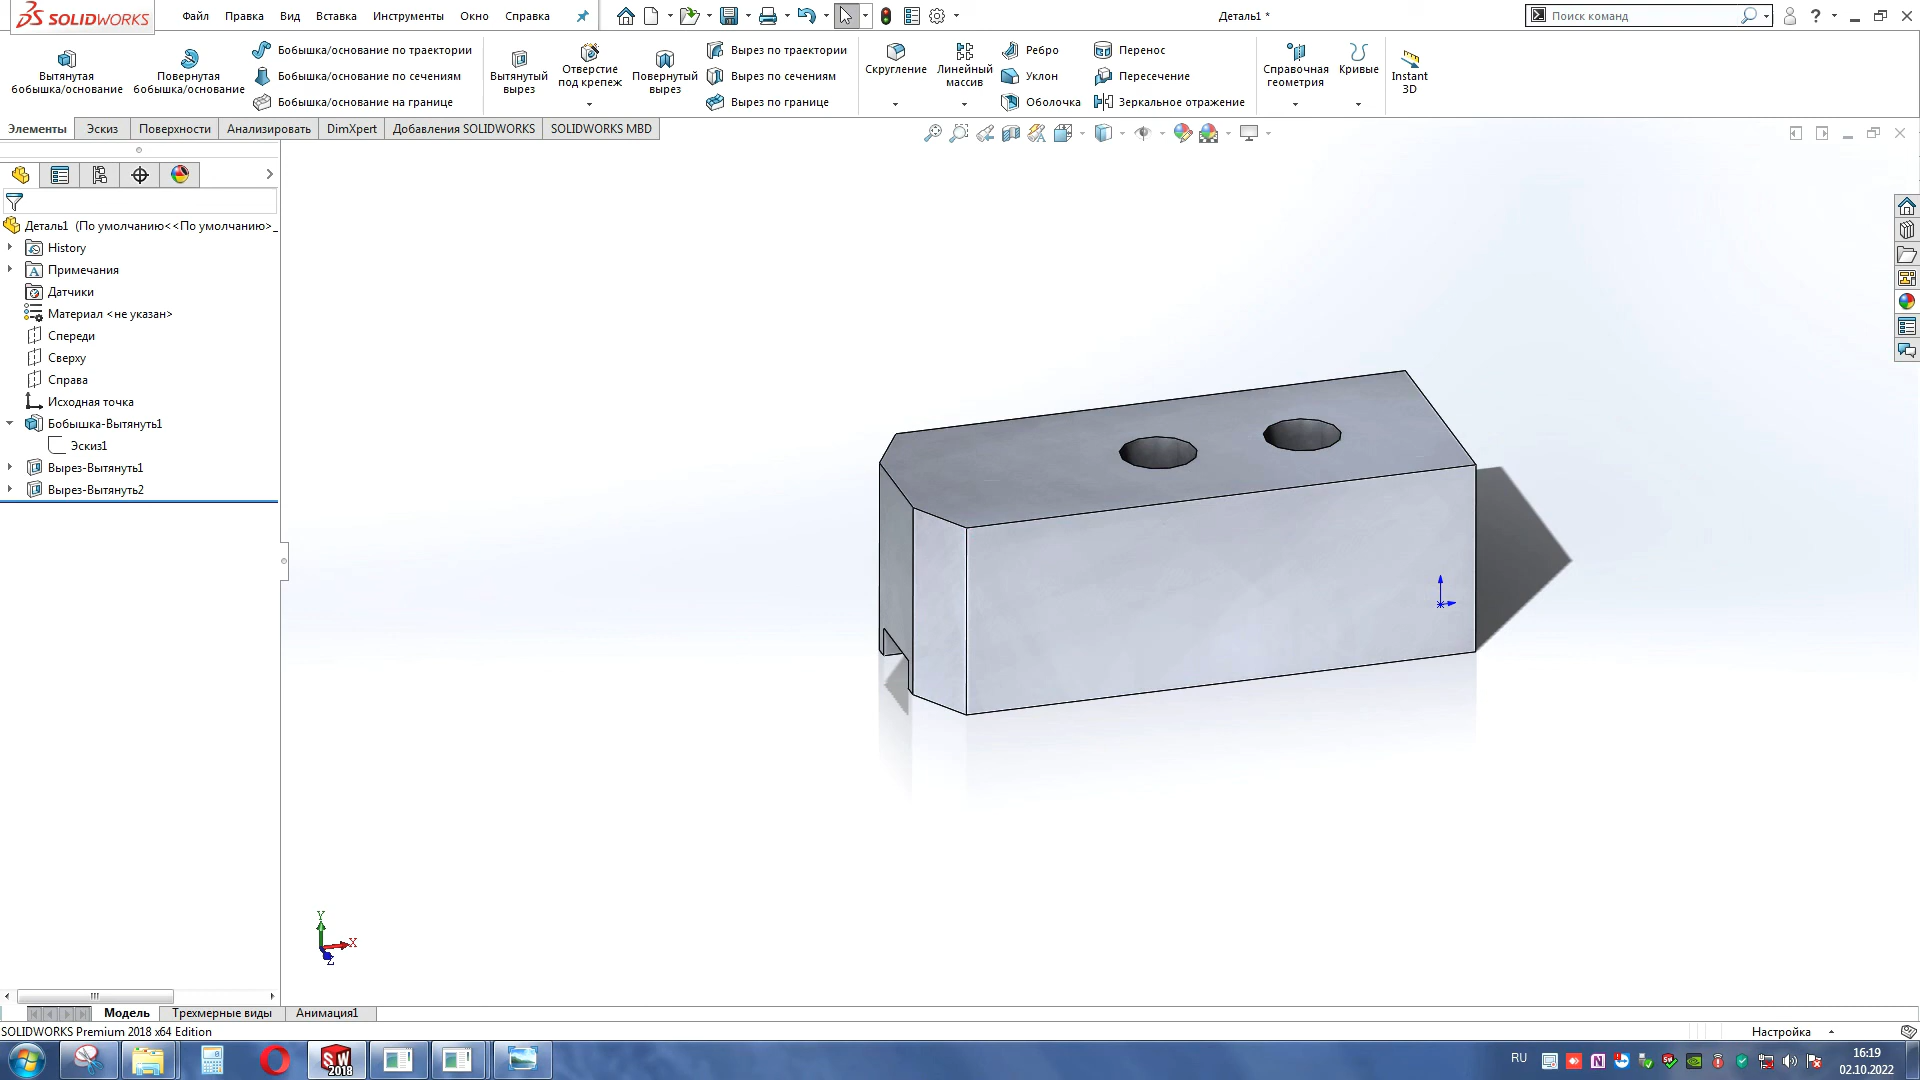 SOLIDWORKS
Файл Правка Вид Вставка Инструменты Окно Справка
Деталь1 *
Поиск команд
Вытянутая
бобышка/основание
Повернутая
бобышка/основание
Бобышка/основание по траектории
Бобышка/основание по сечениям
Бобышка/основание на границе
Вытянутый
вырез
Отверстие
под крепеж
Повернутый
вырез
Вырез по траектории
Вырез по сечениям
Вырез по границе
Скругление
Линейный
массив
Ребро
Уклон
Оболочка
Перенос
Пересечение
Зеркальное отражение
Справочная
геометрия
Кривые
Instant
3D
Элементы Эскиз Поверхности Анализировать DimXpert Добавления SOLIDWORKS SOLIDWORKS MBD
Деталь1 (По умолчанию<<По умолчанию>_
History
Примечания
Датчики
Материал <не указан>
Спереди
Сверху
Справа
Исходная точка
Бобышка-Вытянуть1
Эскиз1
Вырез-Вытянуть1
Вырез-Вытянуть2
Y
X
Z
Модель Трехмерные виды Анимация1
SOLIDWORKS Premium 2018 x64 Edition
Настройка
SW
2018
RU
16:19
02.10.2022